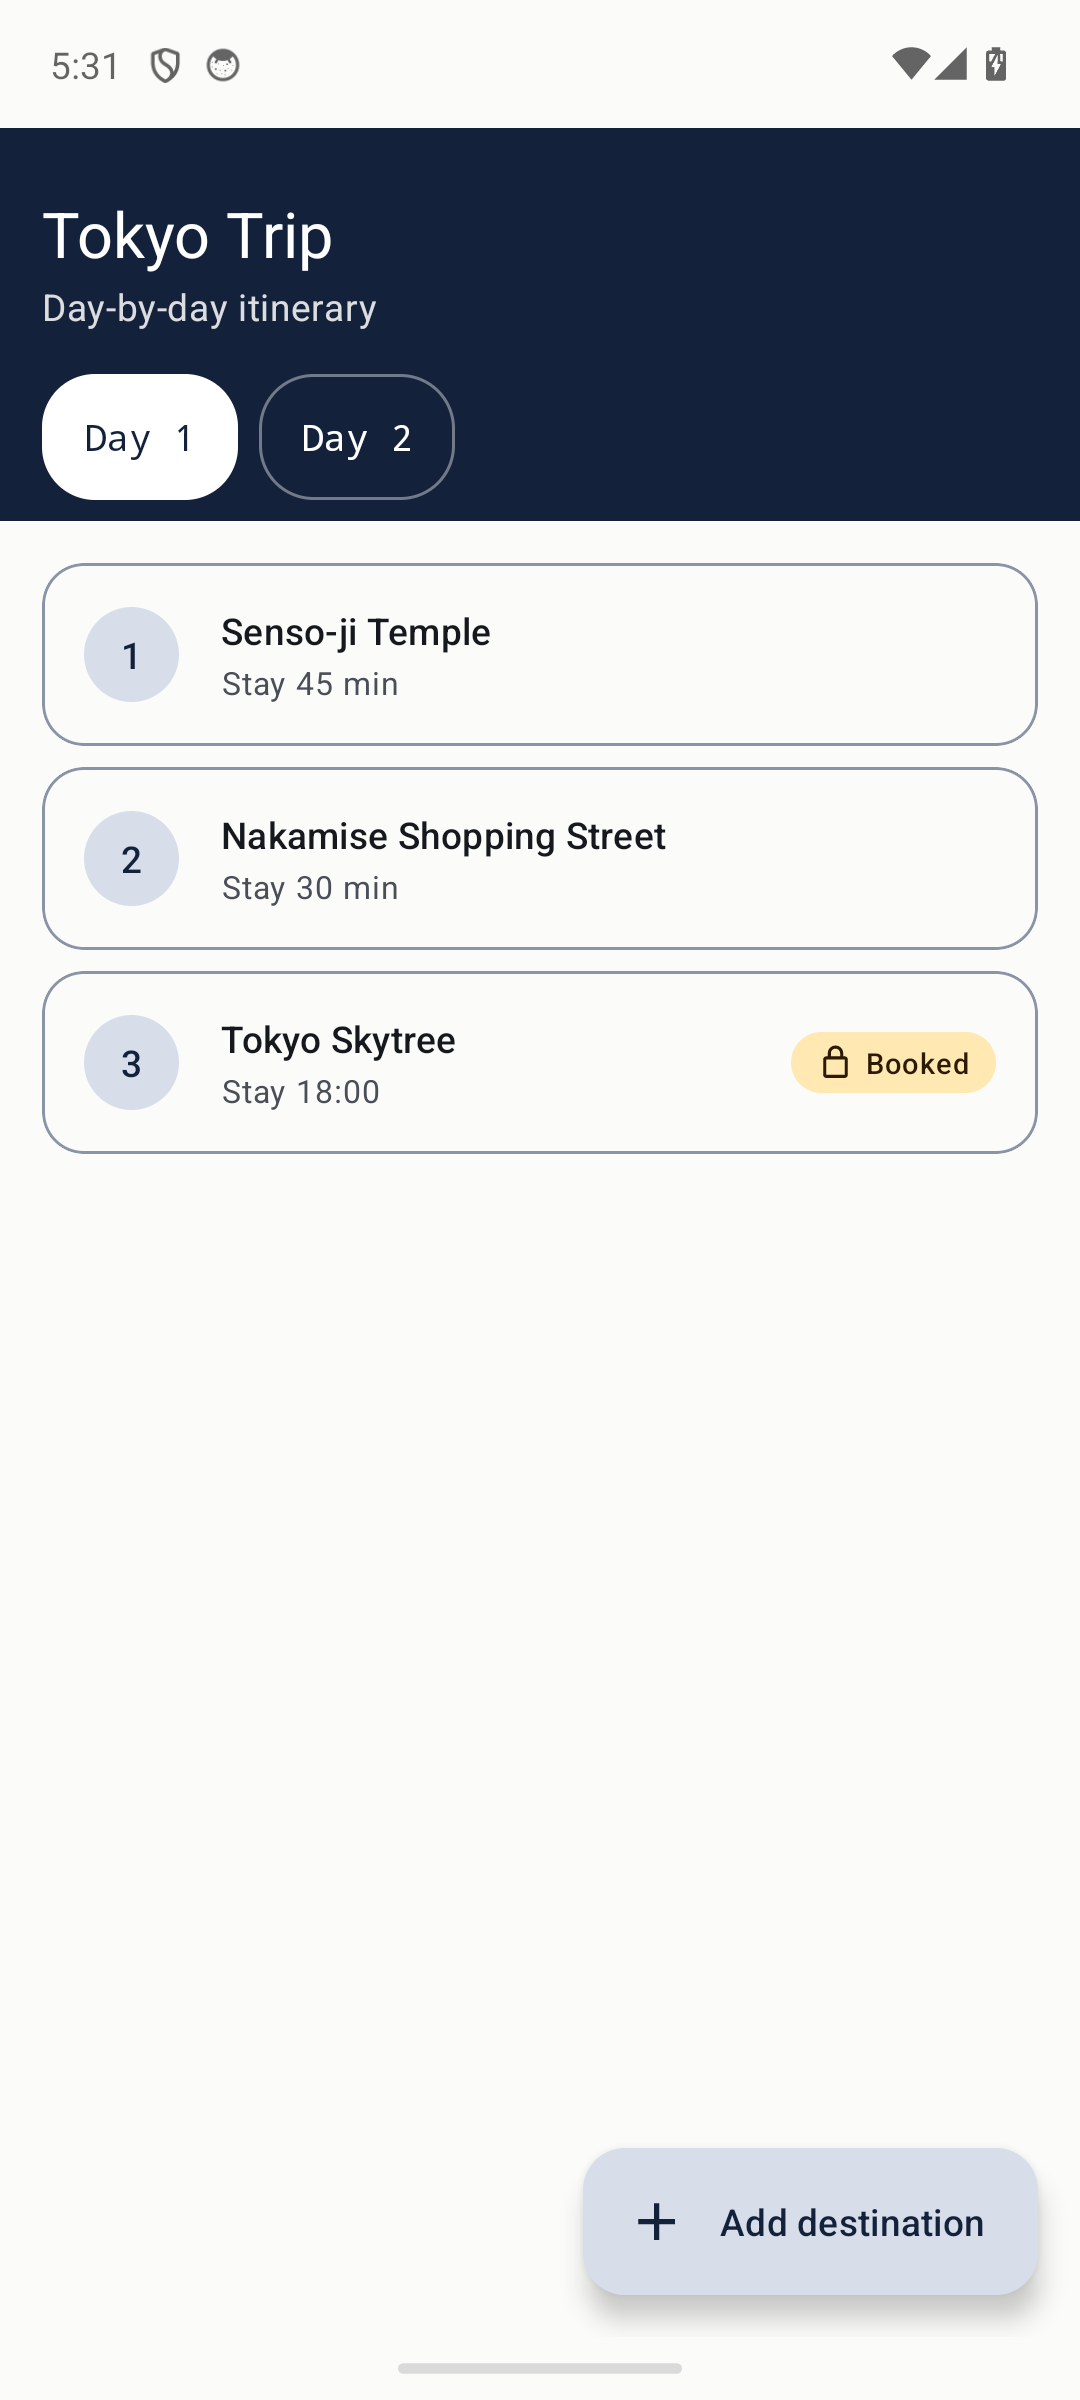 5:31
Tokyo Trip
Day-by-day itinerary
Day 1
Day 2
1
Senso-ji Temple
Stay 45 min
2
Nakamise Shopping Street
Stay 30 min
3
Tokyo Skytree
Stay 18:00
Booked
Add destination